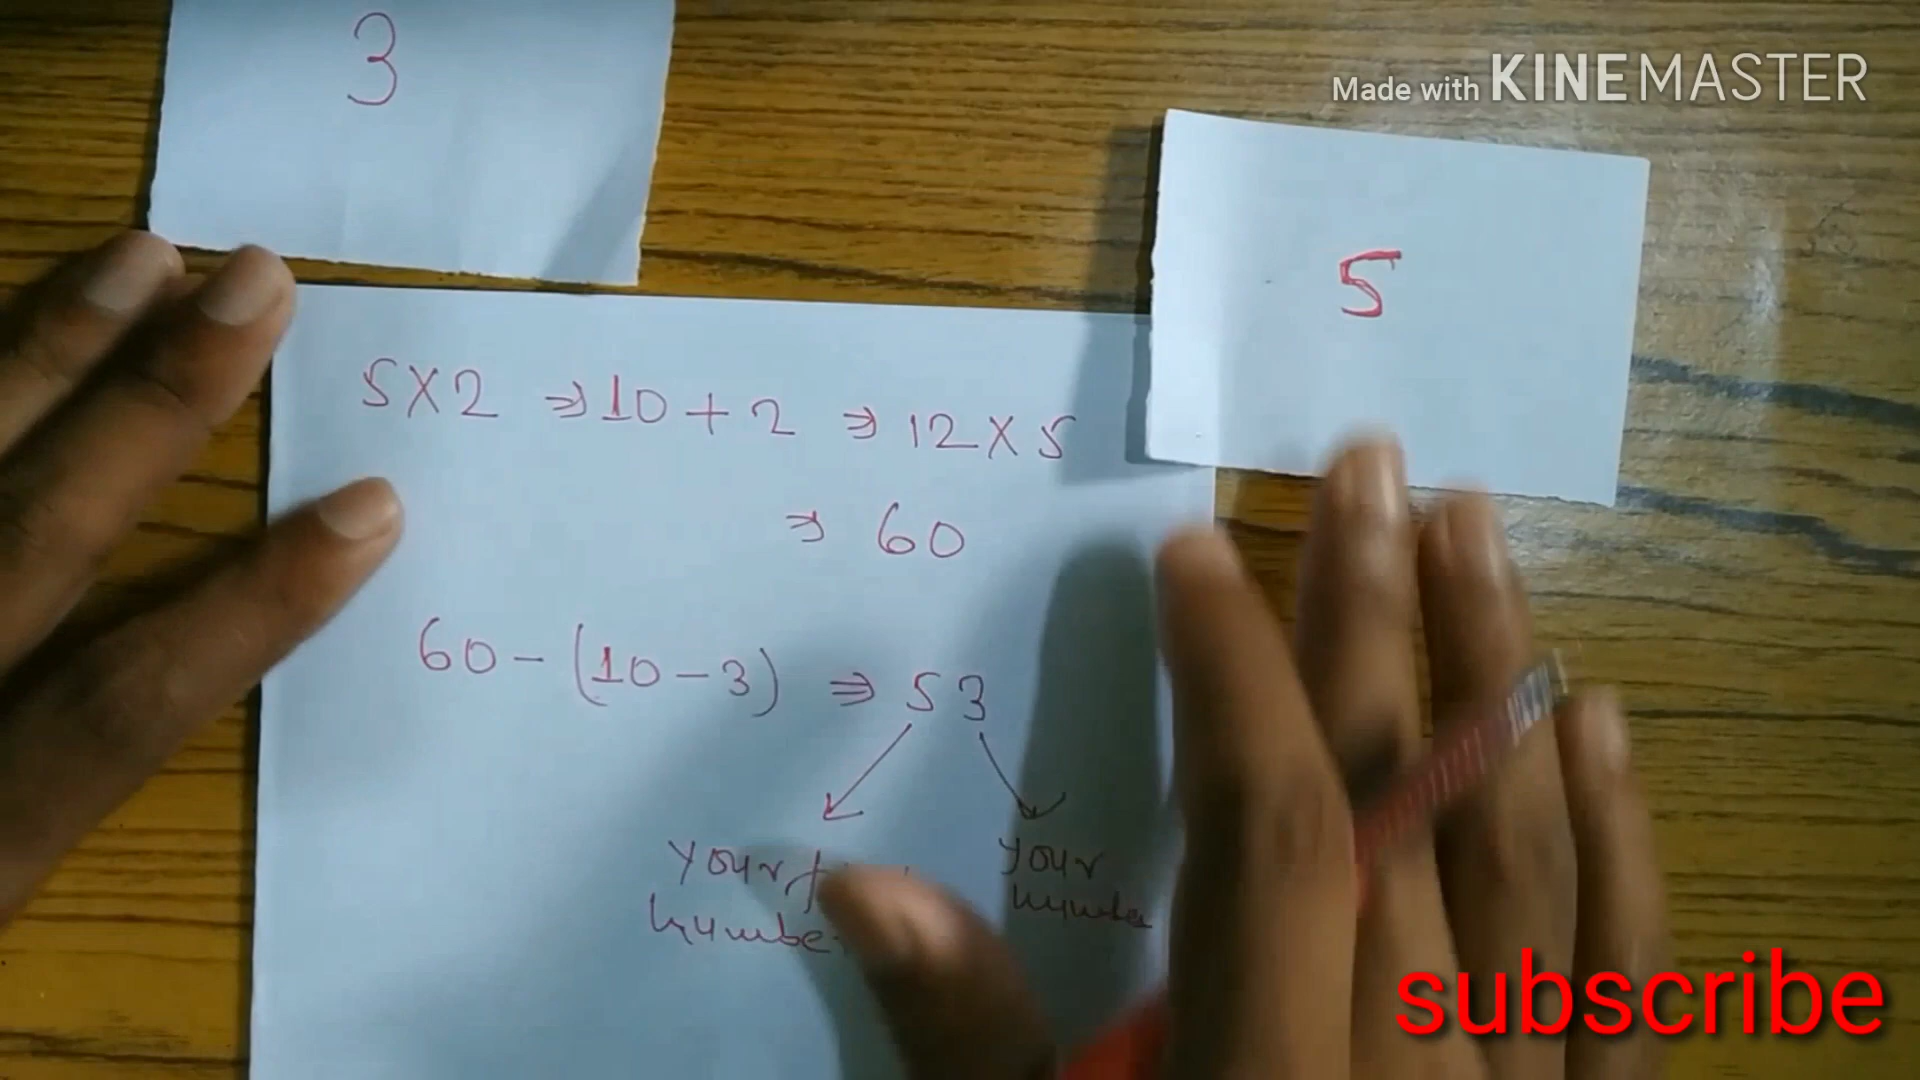 3
Made with KINEMASTER
5
5X2 ⇒ 10 + 2 ⇒ 12 X 5
⇒ 60
60 - (10 - 3) ⇒ 53
your your
number number
subscribe